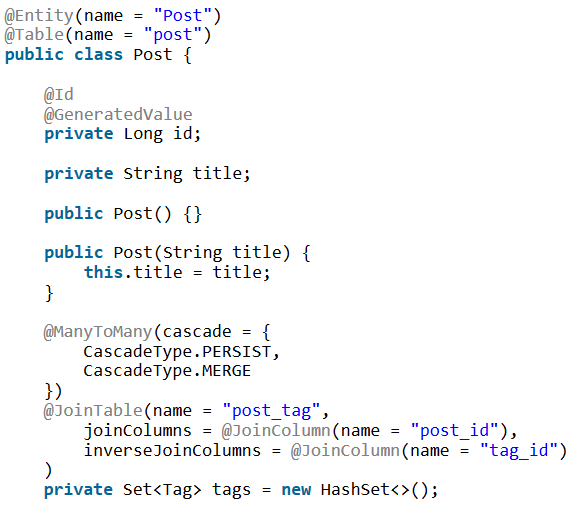 @Entity(name = "Post")
@Table(name = "post")
public class Post {
    @Id
    @GeneratedValue
    private Long id;
    private String title;
    public Post() {}
    public Post(String title) {
        this.title = title;
    }
    @ManyToMany(cascade = {
        CascadeType.PERSIST,
        CascadeType.MERGE
    })
    @JoinTable(name = "post_tag",
        joinColumns = @JoinColumn(name = "post_id"),
        inverseJoinColumns = @JoinColumn(name = "tag_id")
    )
    private Set<Tag> tags = new HashSet<>();